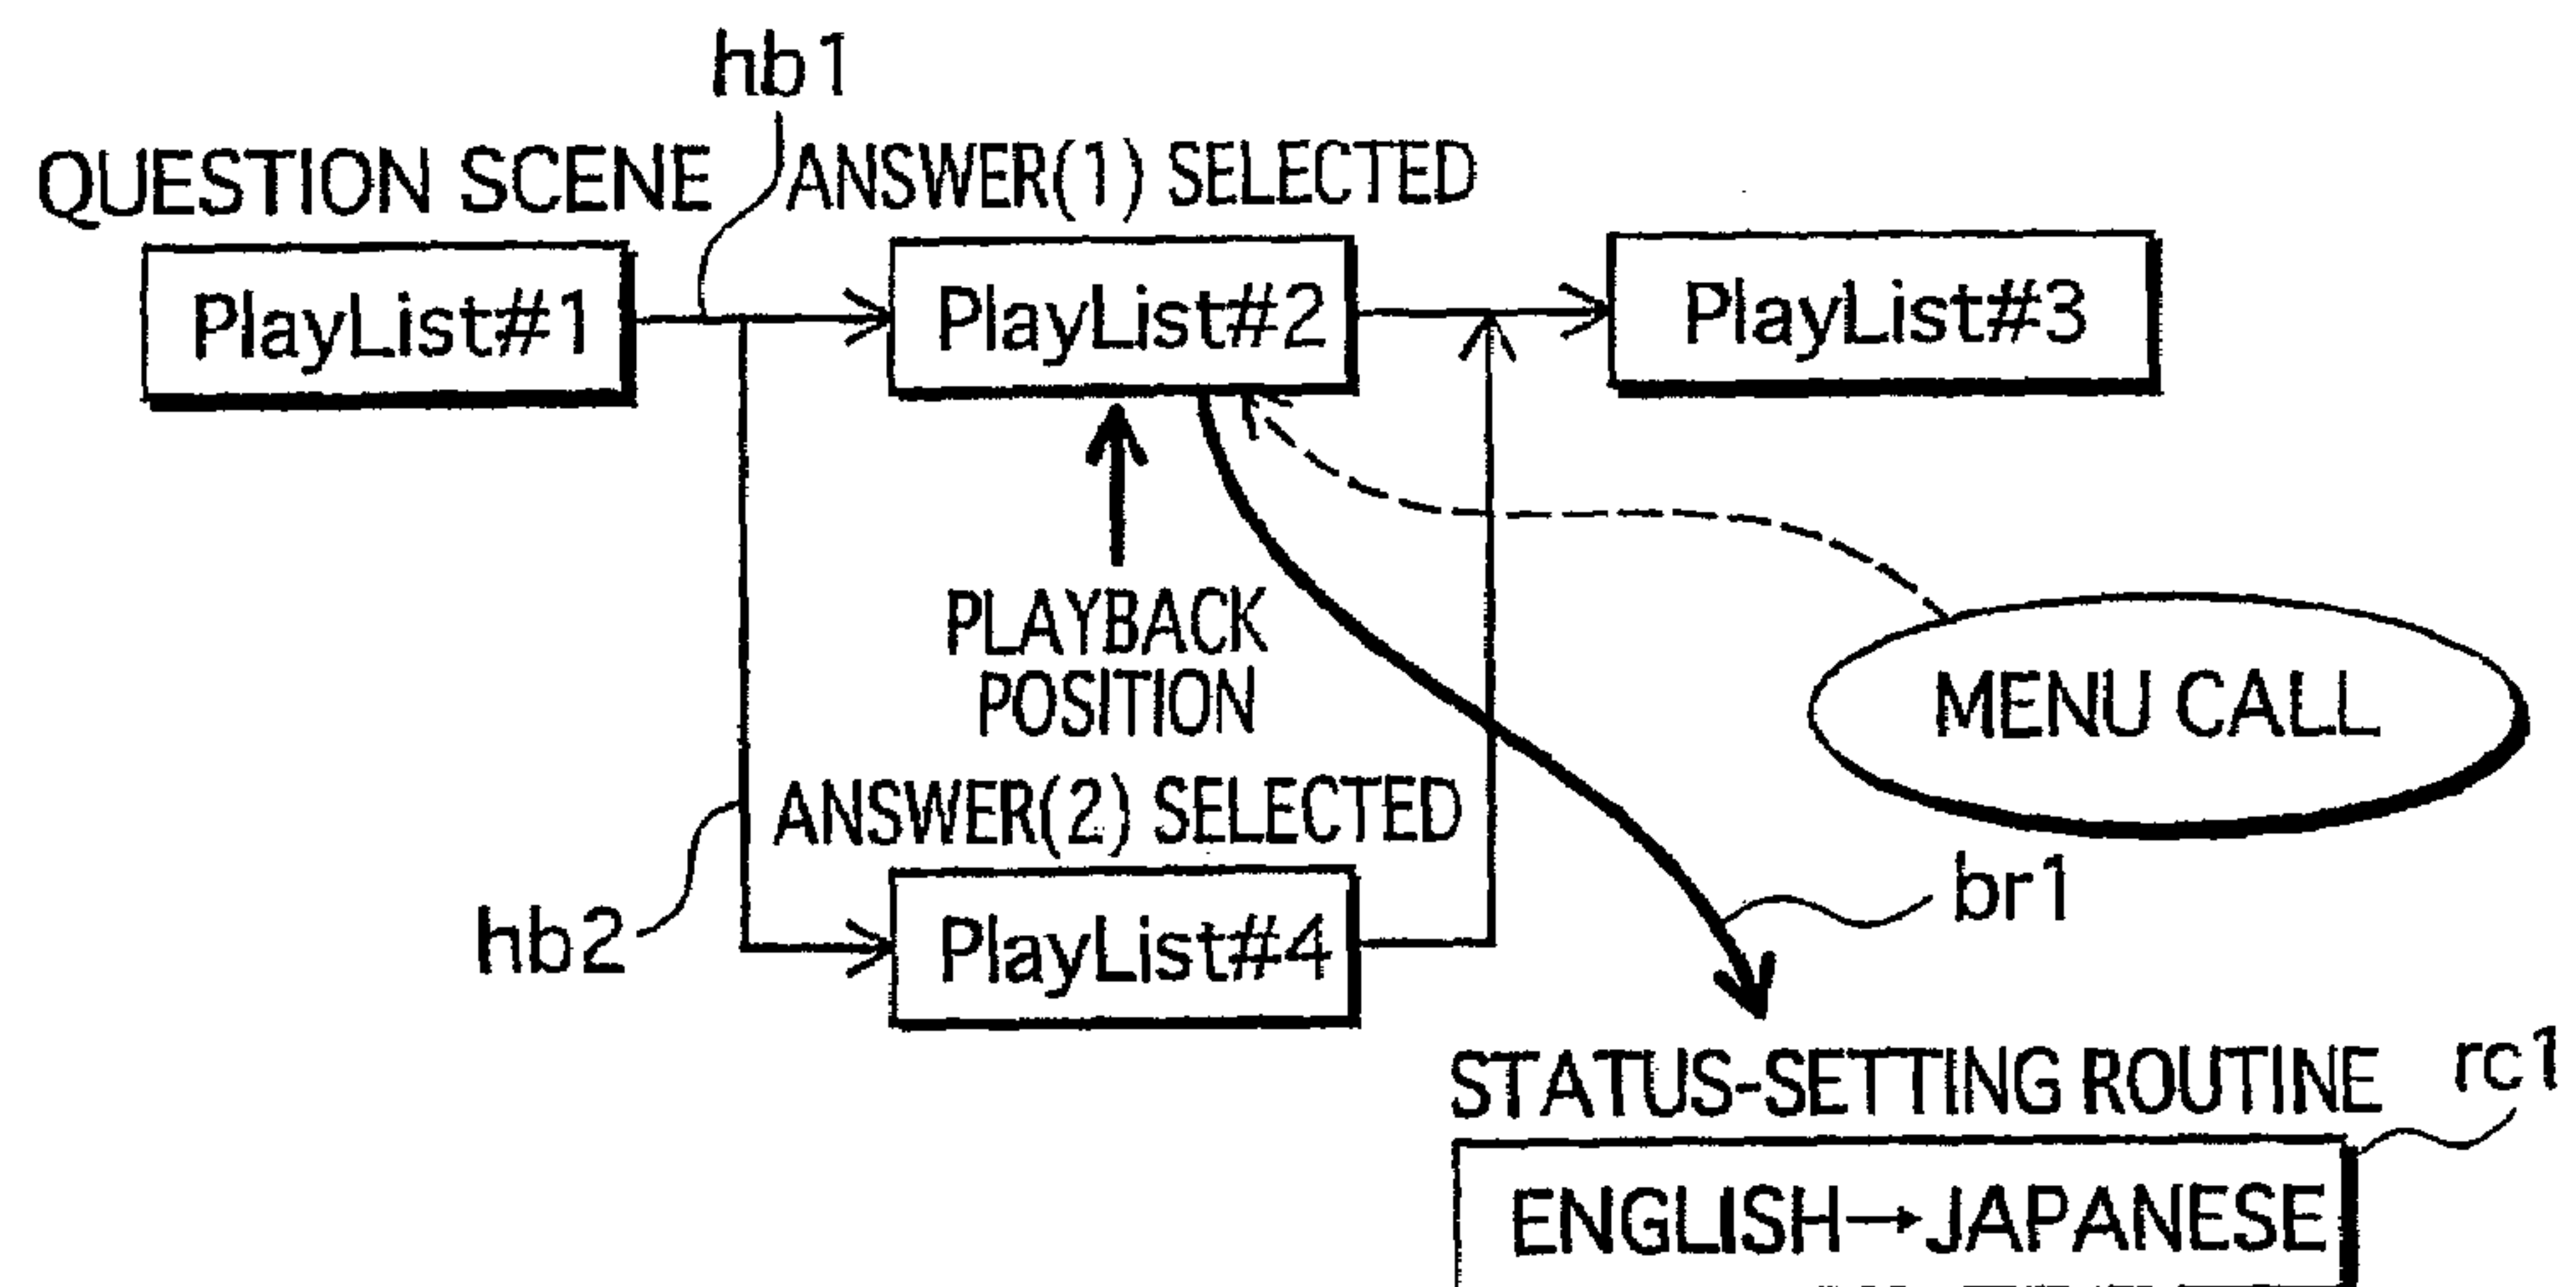 hb1
QUESTION SCENE
ANSWER(1) SELECTED
PlayList#1
PlayList#2
PlayList#3
PLAYBACK
POSITION
MENU CALL
ANSWER(2) SELECTED
hb2
PlayList#4
br1
STATUS-SETTING ROUTINE
rc1
ENGLISH→JAPANESE